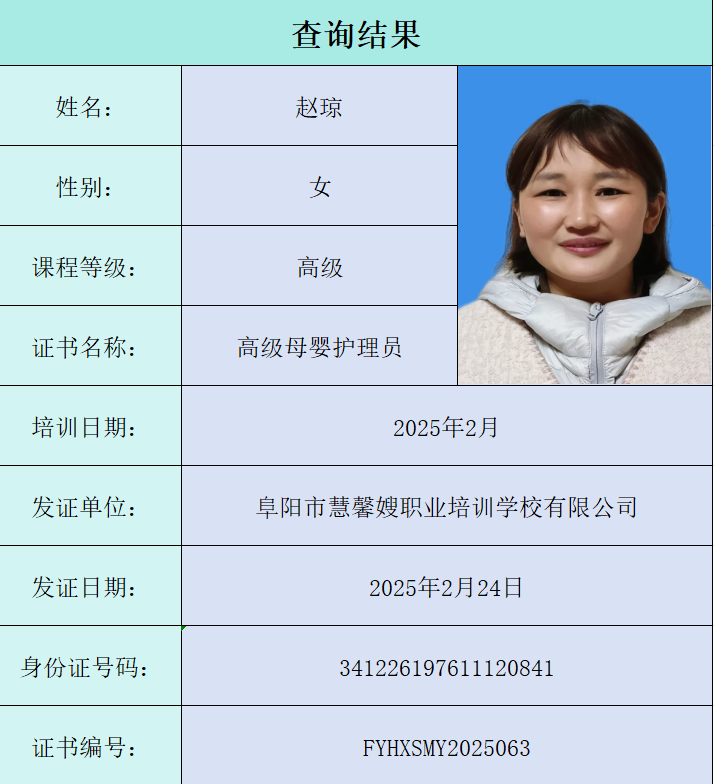 查询结果
姓名： 赵琼
性别： 女
课程等级： 高级
证书名称： 高级母婴护理员
培训日期： 2025年2月
发证单位： 阜阳市慧馨嫂职业培训学校有限公司
发证日期： 2025年2月24日
身份证号码： 341226197611120841
证书编号： FYHXSMY2025063